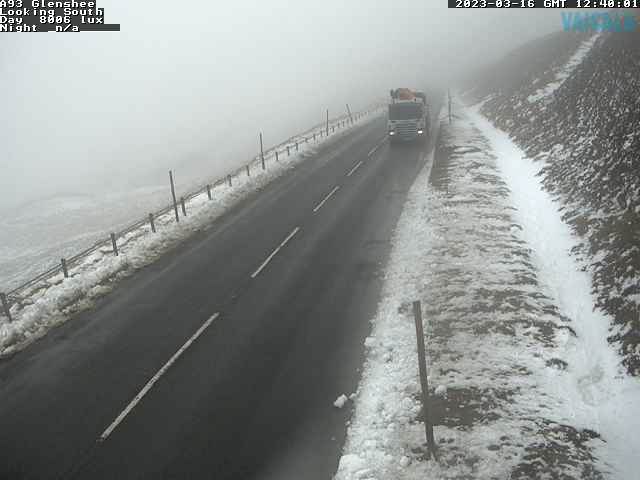 A93 Glenshee
Looking South
Day 8006 lux
Night n/a
2023-03-16 GMT 12:40:01
VAISALA